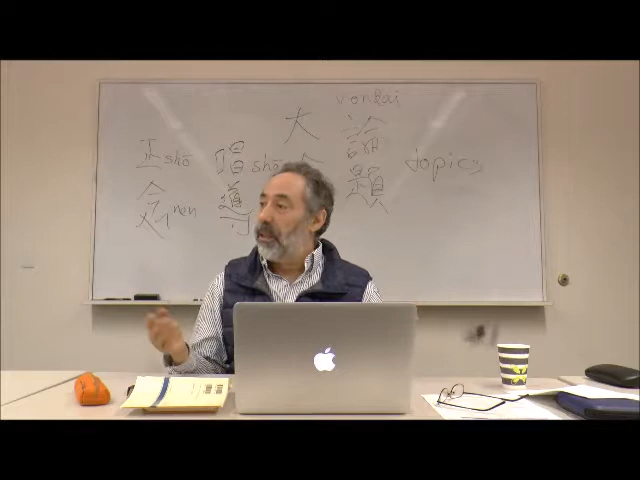 正 shō
念 nen
唱 shō
導
大
rondai
論
題
topics